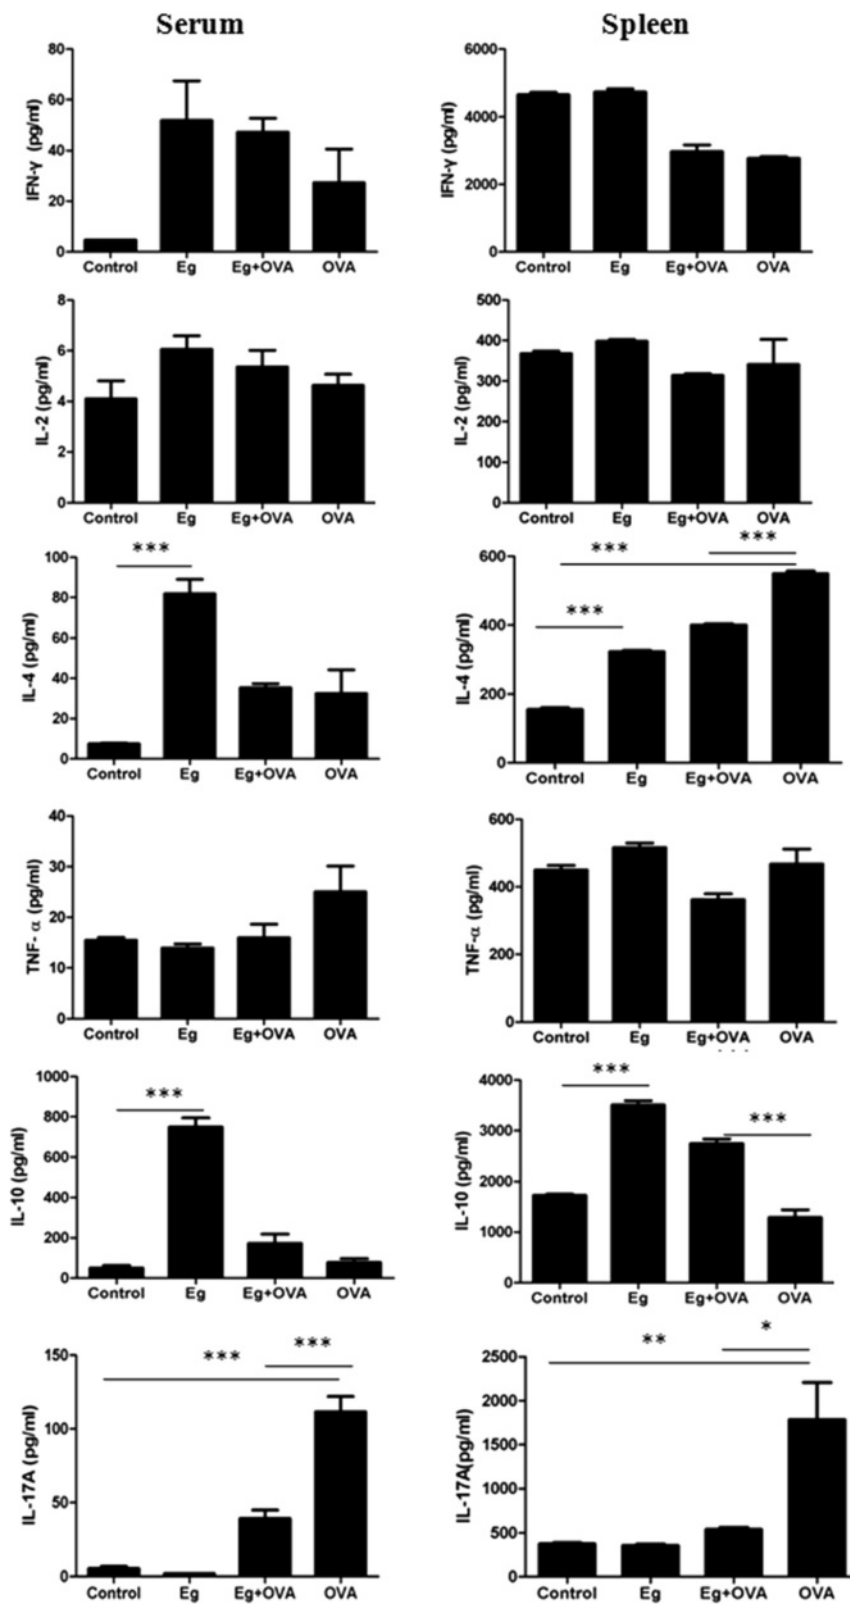 Serum
Spleen
80
60
40
20
0
IFN-γ (pg/ml)
Control Eg Eg+OVA OVA
6000
4000
2000
0
IFN-γ (pg/ml)
Control Eg Eg+OVA OVA
8
6
4
2
0
IL-2 (pg/ml)
Control Eg Eg+OVA OVA
500
400
300
200
100
0
IL-2 (pg/ml)
Control Eg Eg+OVA OVA
***
100
80
60
40
20
0
IL-4 (pg/ml)
Control Eg Eg+OVA OVA
***
***
***
600
400
200
0
IL-4 (pg/ml)
Control Eg Eg+OVA OVA
40
30
20
10
0
TNF- α (pg/ml)
Control Eg Eg+OVA OVA
600
400
200
0
TNF-α (pg/ml)
Control Eg Eg+OVA OVA
***
1000
800
600
400
200
0
IL-10 (pg/ml)
Control Eg Eg+OVA OVA
***
***
4000
3000
2000
1000
0
IL-10 (pg/ml)
Control Eg Eg+OVA OVA
***
***
150
100
50
0
IL-17A (pg/ml)
Control Eg Eg+OVA OVA
**
*
2500
2000
1500
1000
500
0
IL-17A(pg/ml)
Control Eg Eg+OVA OVA